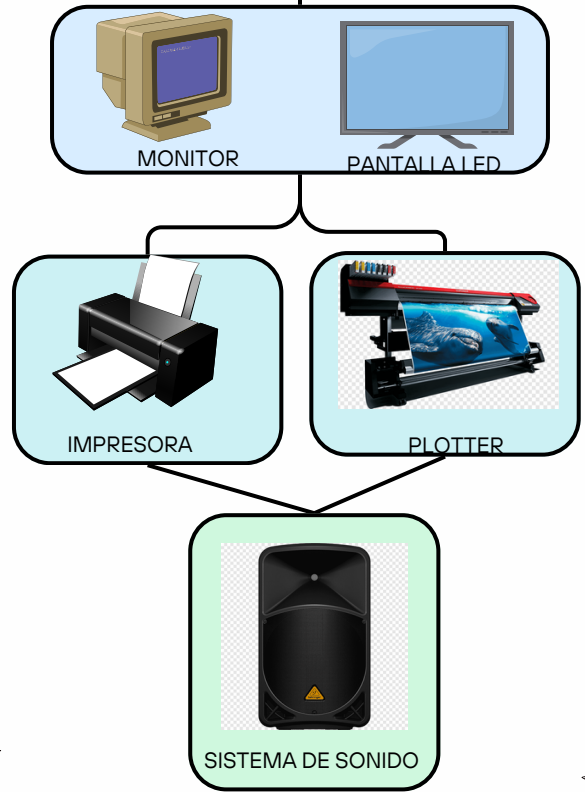 MONITOR
PANTALLA LED
IMPRESORA
PLOTTER
SISTEMA DE SONIDO